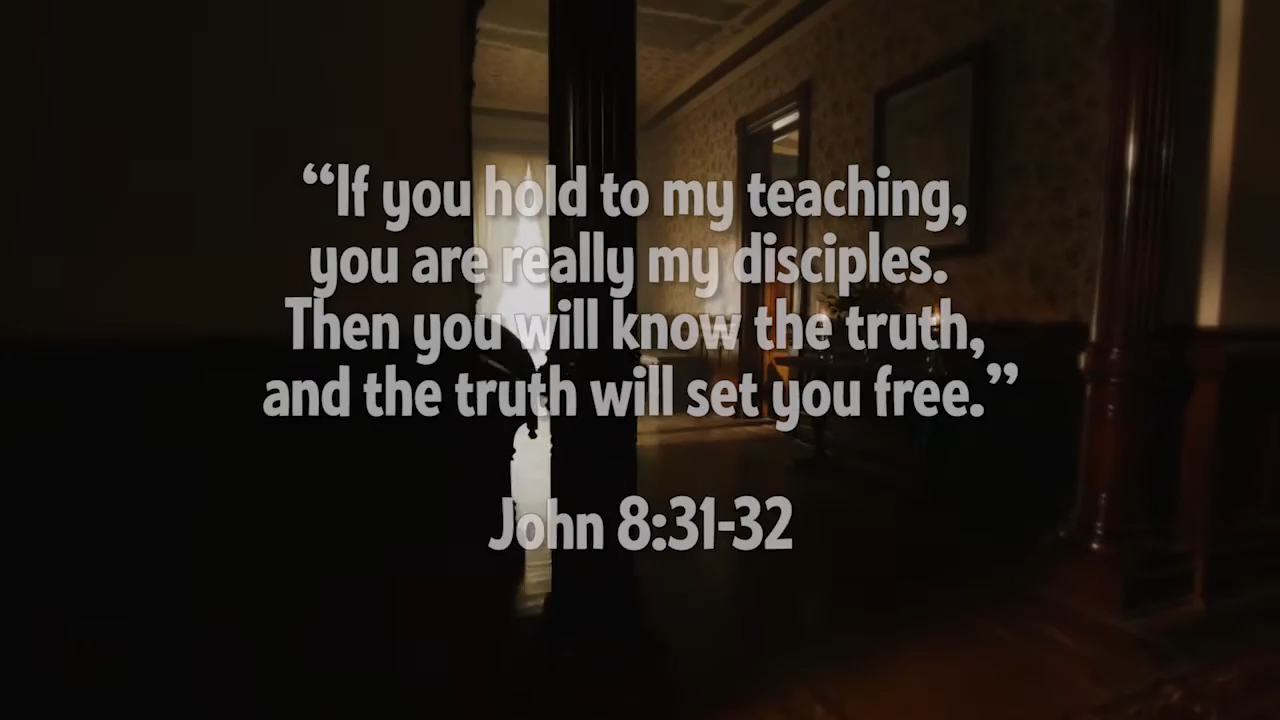 “If you hold to my teaching,
you are really my disciples.
Then you will know the truth,
and the truth will set you free.”
John 8:31-32